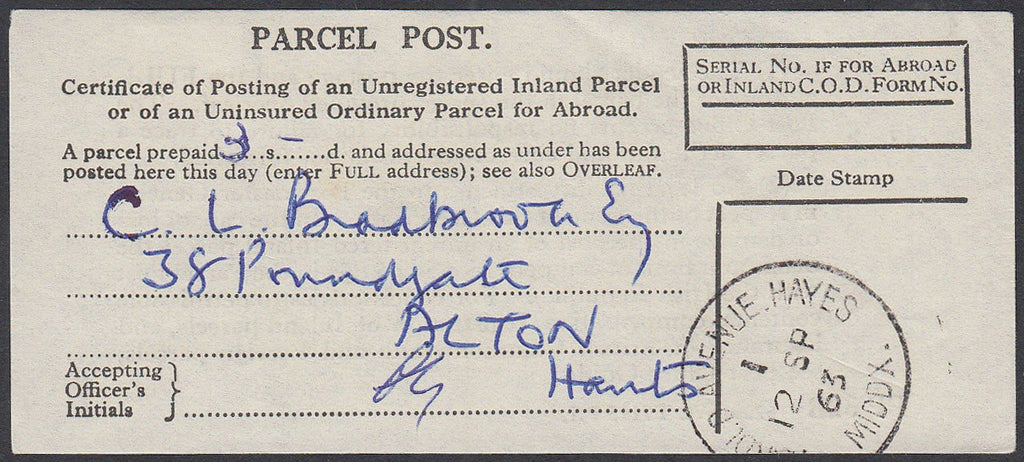 PARCEL POST.
Certificate of Posting of an Unregistered Inland Parcel
or of an Uninsured Ordinary Parcel for Abroad.
A parcel prepaid 3...s.–......d. and addressed as under has been
posted here this day (enter FULL address); see also OVERLEAF.
C. L. Bradbrook Esq
38 Poundgate
ALTON
Hants
Accepting
Officer's
Initials
SERIAL NO. IF FOR ABROAD
OR INLAND C.O.D. FORM NO.
Date Stamp
AVENUE. HAYES
1
12 SP
63
MIDDX.